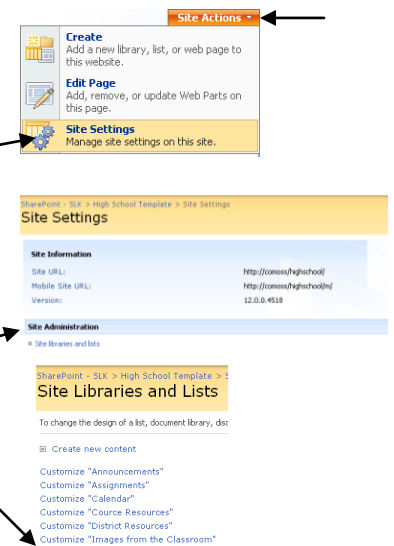 Site Actions
Create
Add a new library, list, or web page to
this website.
Edit Page
Add, remove, or update Web Parts on
this page.
Site Settings
Manage site settings on this site.
SharePoint - SLK > High School Template > Site Settings
Site Settings
Site Information
Site URL: http://comoss/highschool/
Mobile Site URL: http://comoss/highschool/m/
Version: 12.0.0.4518
Site Administration
Site libraries and lists
SharePoint - SLK > High School Template > S
Site Libraries and Lists
To change the design of a list, document library, disc
Create new content
Customize "Announcements"
Customize "Assignments"
Customize "Calendar"
Customize "Cource Resources"
Customize "District Resources"
Customize "Images from the Classroom"